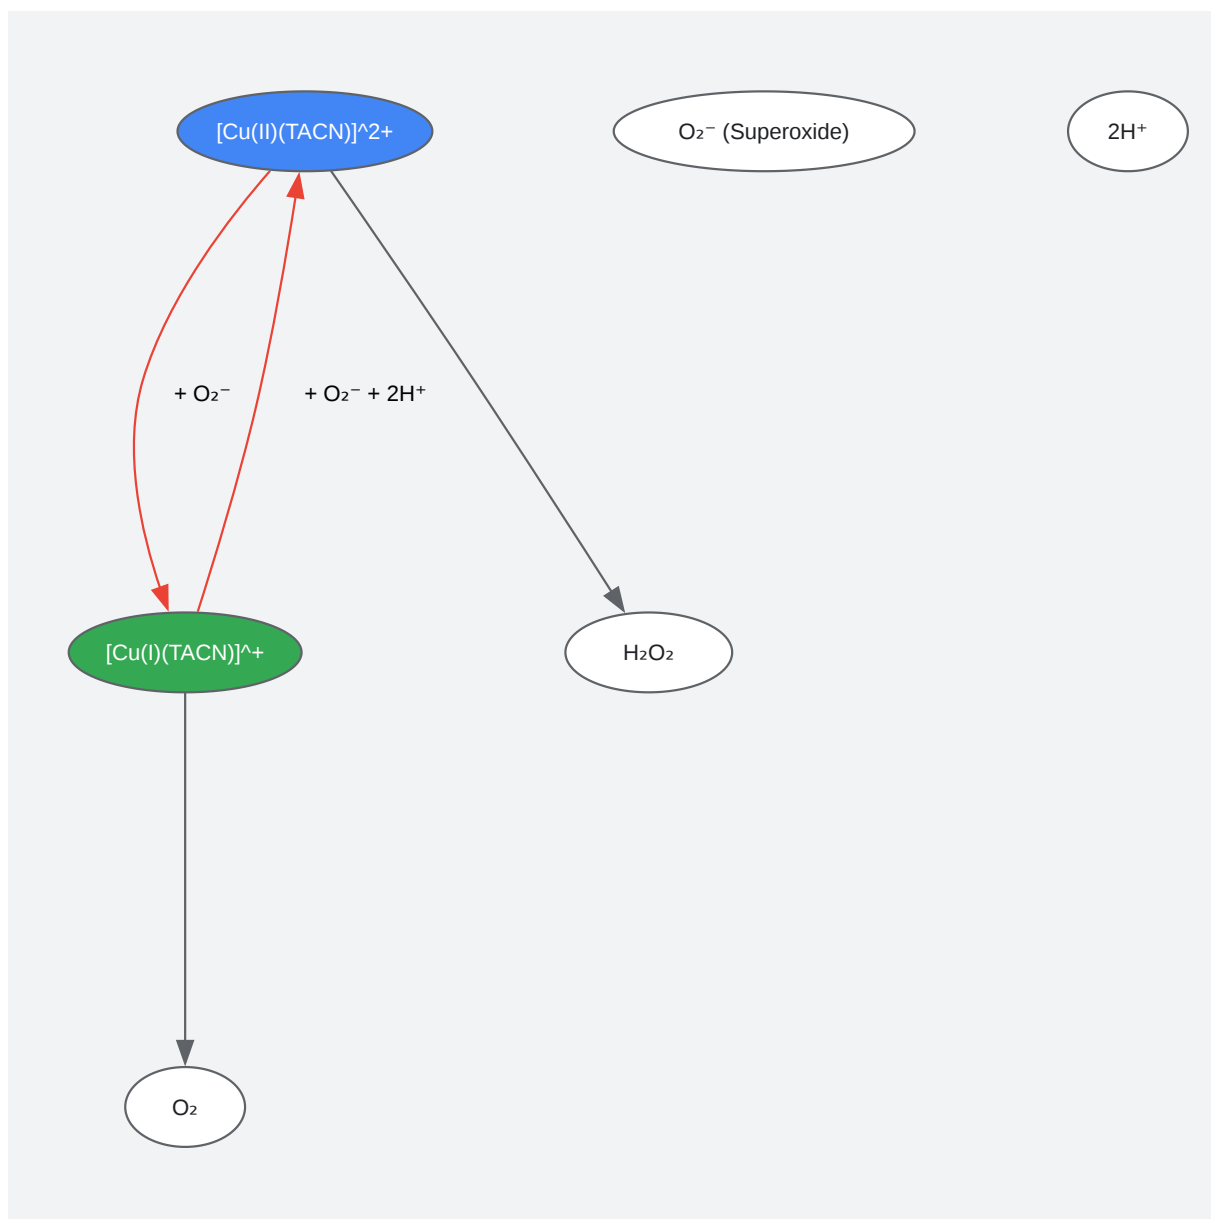 [Cu(II)(TACN)]^2+
O₂⁻ (Superoxide)
2H⁺
+ O₂⁻
+ O₂⁻ + 2H⁺
[Cu(I)(TACN)]^+
H₂O₂
O₂